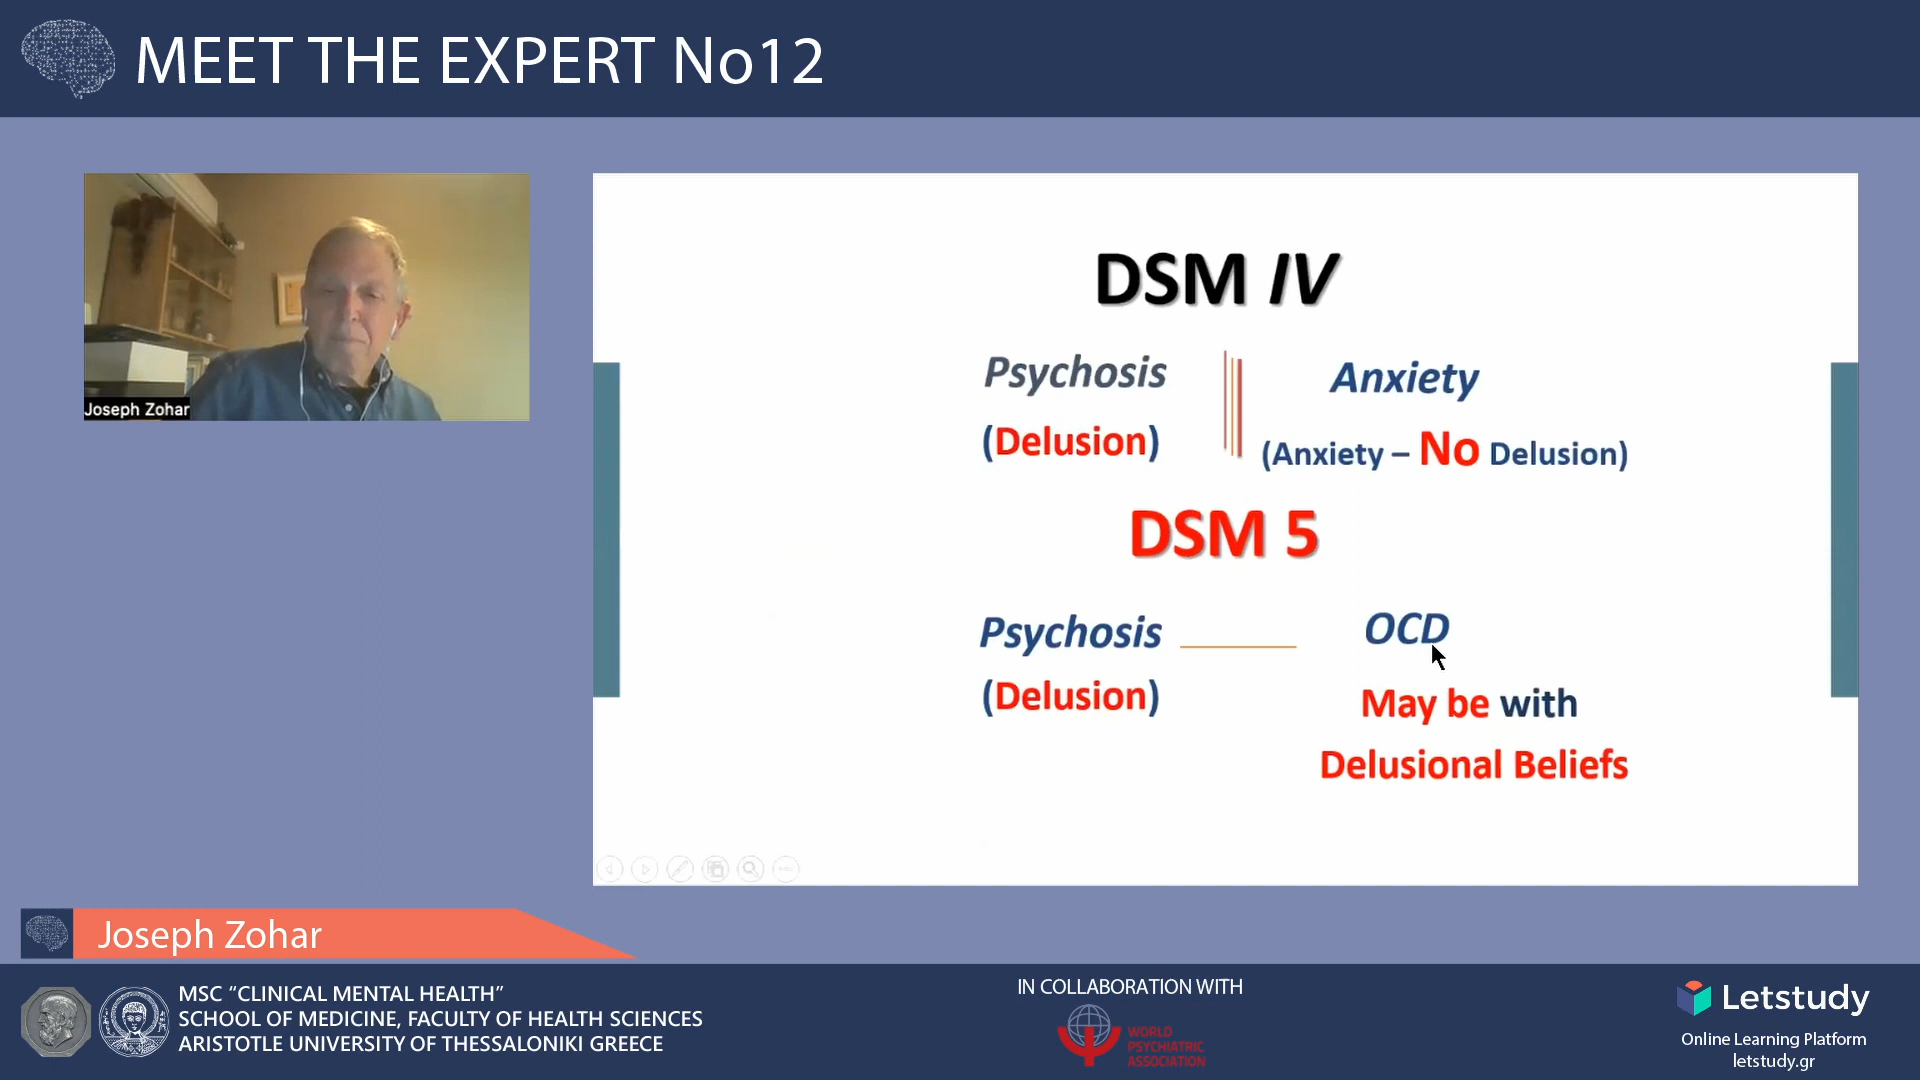 MEET THE EXPERT No12
Joseph Zohar
DSM IV
Psychosis
Anxiety
(Delusion)
(Anxiety – No Delusion)
DSM 5
Psychosis
OCD
(Delusion)
May be with
Delusional Beliefs
Joseph Zohar
MSC “CLINICAL MENTAL HEALTH”
SCHOOL OF MEDICINE, FACULTY OF HEALTH SCIENCES
ARISTOTLE UNIVERSITY OF THESSALONIKI GREECE
IN COLLABORATION WITH
WORLD
PSYCHIATRIC
ASSOCIATION
Letstudy
Online Learning Platform
letstudy.gr